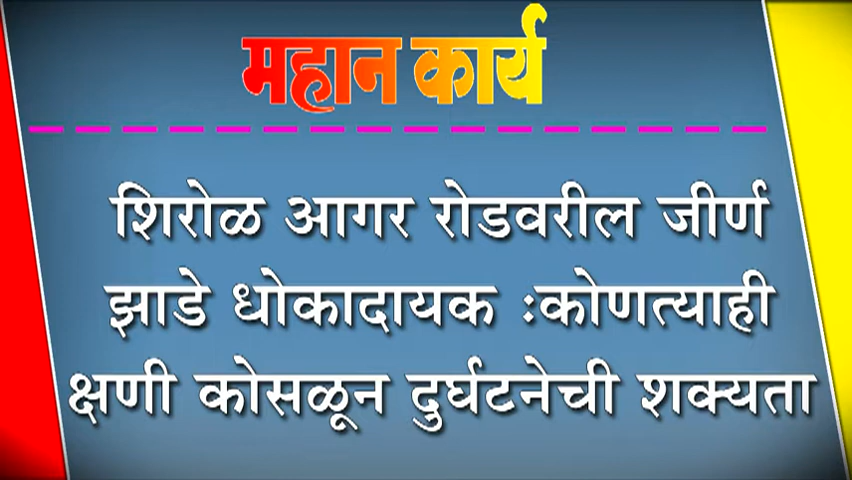 महान कार्य
शिरोळ आगर रोडवरील जीर्ण
झाडे धोकादायक :कोणत्याही
क्षणी कोसळून दुर्घटनेची शक्यता